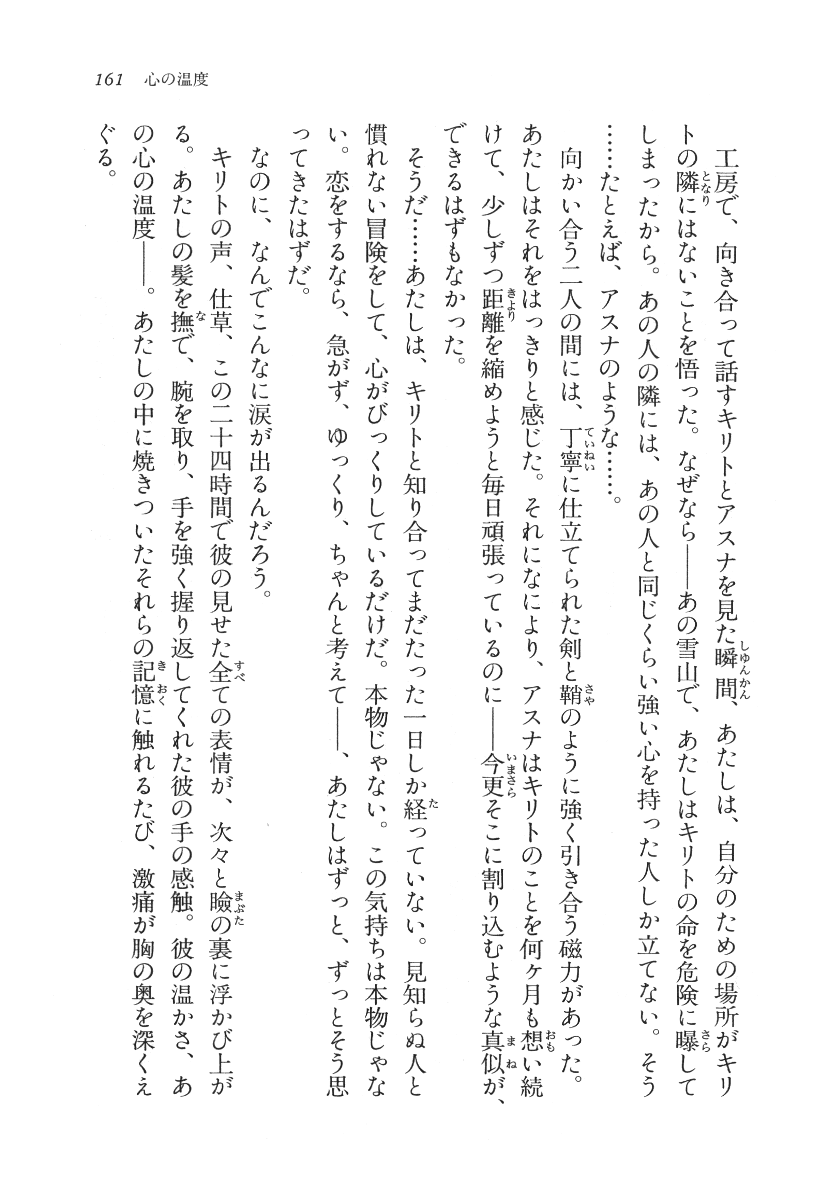 161 心の温度
工房で、向き合って話すキリトとアスナを見た瞬間、あたしは、自分のための場所がキリ
トの隣にはないことを悟った。なぜなら――あの雪山で、あたしはキリトの命を危険に曝して
しまったから。あの人の隣には、あの人と同じくらい強い心を持った人しか立てない。そう
……たとえば、アスナのような……。
向かい合う二人の間には、丁寧に仕立てられた剣と鞘のように強く引き合う磁力があった。
あたしはそれをはっきりと感じた。それになにより、アスナはキリトのことを何ヶ月も想い続
けて、少しずつ距離を縮めようと毎日頑張っているのに――今更そこに割り込むような真似が、
できるはずもなかった。
そうだ……あたしは、キリトと知り合ってまだたった一日しか経っていない。見知らぬ人と
慣れない冒険をして、心がびっくりしているだけだ。本物じゃない。この気持ちは本物じゃな
い。恋をするなら、急がず、ゆっくり、ちゃんと考えて――、あたしはずっと、ずっとそう思
ってきたはずだ。
なのに、なんでこんなに涙が出るんだろう。
キリトの声、仕草、この二十四時間で彼の見せた全ての表情が、次々と瞼の裏に浮かび上が
る。あたしの髪を撫で、腕を取り、手を強く握り返してくれた彼の手の感触。彼の温かさ、あ
の心の温度――。あたしの中に焼きついたそれらの記憶に触れるたび、激痛が胸の奥を深くえ
ぐる。